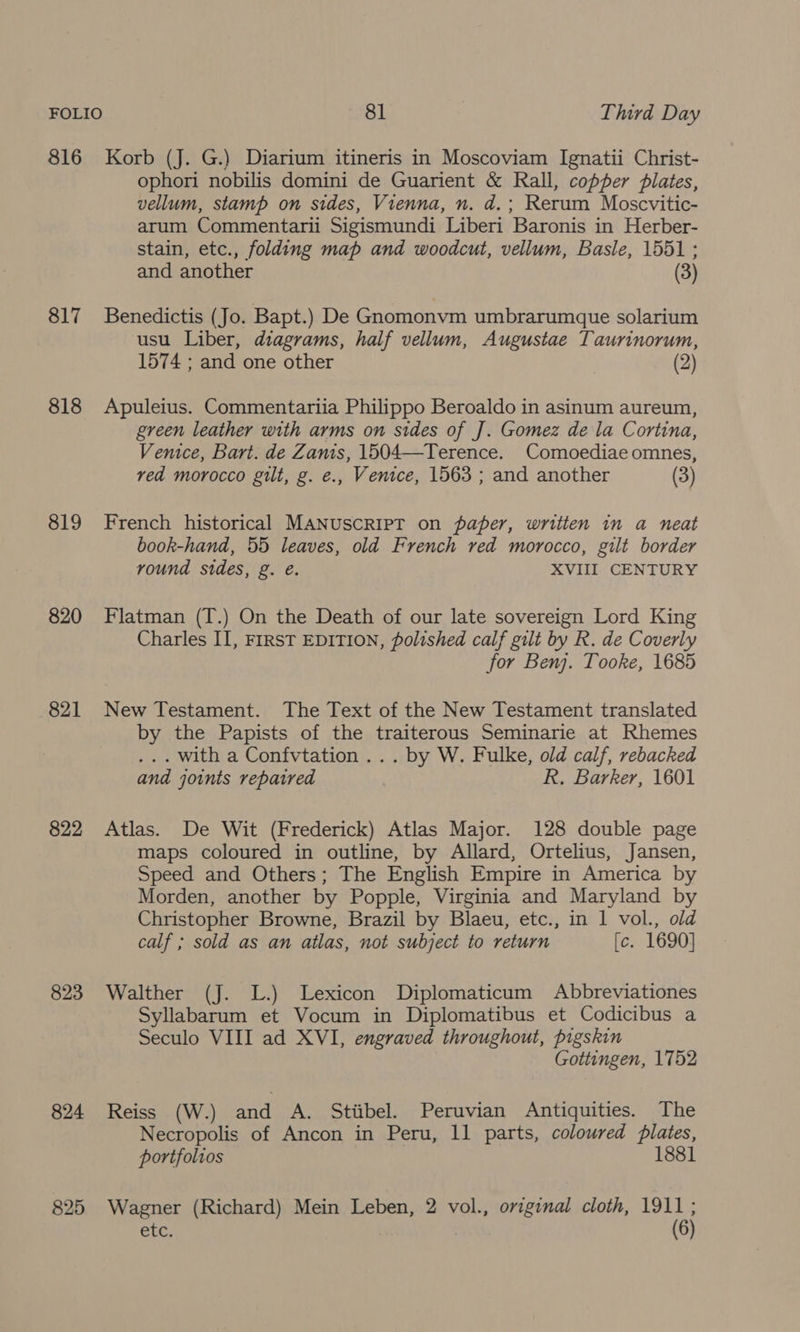 FOLIO 81 Third Day
816 Korb (J. G.) Diarium itineris in Moscoviam Ignatii Christ-
ophori nobilis domini de Guarient & Rall, copper plates,
vellum, stamp on sides, Vienna, n. d.; Rerum Moscvitic-
arum Commentarii Sigismundi Liberi Baronis in Herber-
stain, etc., folding map and woodcut, vellum, Basle, 1551;
and another (3)
817 Benedictis (Jo. Bapt.) De Gnomonvm umbrarumque solarium
usu Liber, diagrams, half vellum, Augustae Taurinorum,
1574; and one other (2)
818 Apuleius. Commentariia Philippo Beroaldo in asinum aureum,
green leather with arms on sides of J. Gomez de la Cortina,
Venice, Bart. de Zanis, 1504—Terence. Comoediae omnes,
red morocco gilt, g. e., Venice, 1563; and another (3)
819 French historical MANUSCRIPT on paper, written in a neat
book-hand, 55 leaves, old French red morocco, gilt border
round sides, g. e. XVIII CENTURY
820 Flatman (T.) On the Death of our late sovereign Lord King
Charles II, FIRST EDITION, polished calf gilt by R. de Coverly
for Benj. Tooke, 1685
821 New Testament. The Text of the New Testament translated
by the Papists of the traiterous Seminarie at Rhemes
... with a Confvtation ... by W. Fulke, old calf, rebacked
and joints repaired R. Barker, 1601
822 Atlas. De Wit (Frederick) Atlas Major. 128 double page
maps coloured in outline, by Allard, Ortelius, Jansen,
Speed and Others; The English Empire in America by
Morden, another by Popple, Virginia and Maryland by
Christopher Browne, Brazil by Blaeu, etc., in 1 vol., old
calf; sold as an atlas, not subject to return [c. 1690]
823 Walther (J. L.) Lexicon Diplomaticum Abbreviationes
Syllabarum et Vocum in Diplomatibus et Codicibus a
Seculo VIII ad XVI, engraved throughout, pigskin
Gottingen, 1752
824 Reiss (W.) and A. Stübel. Peruvian Antiquities. The
Necropolis of Ancon in Peru, 11 parts, coloured plates,
portfolios 1881
825 Wagner (Richard) Mein Leben, 2 vol., original cloth, 1911;
etc. (6)